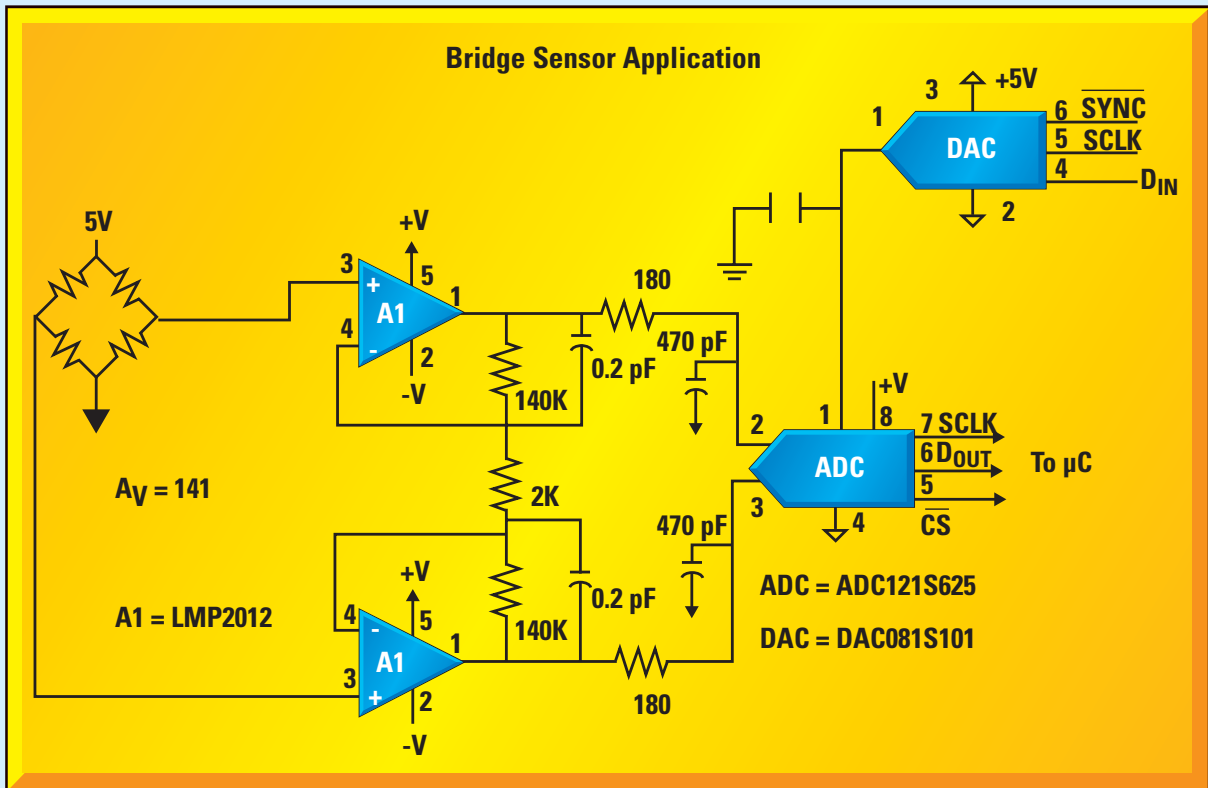 Bridge Sensor Application
3
+5V
1
DAC
6 SYNC
5 SCLK
4
DIN
2
5V
+V
3
5
1
+
A1
4
-
2
-V
180
470 pF
0.2 pF
140K
+V
2
1
8
7 SCLK
ADC
6 DOUT
To µC
5
CS
3
4
AV = 141
2K
470 pF
ADC = ADC121S625
A1 = LMP2012
+V
4
5
-
1
140K
0.2 pF
DAC = DAC081S101
A1
3
+
2
180
-V